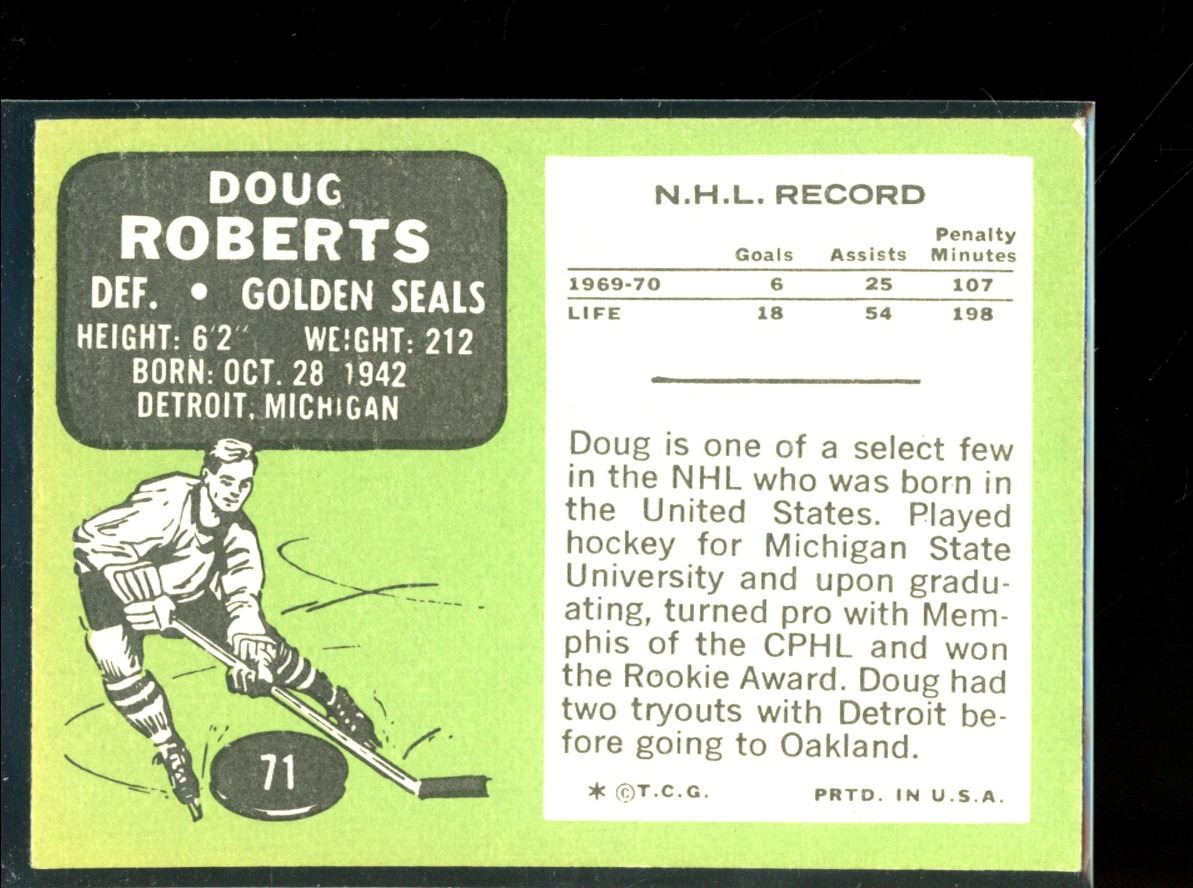 DOUG
ROBERTS
DEF. • GOLDEN SEALS
HEIGHT: 6'2" WEIGHT: 212
BORN: OCT. 28 1942
DETROIT, MICHIGAN
71
N.H.L. RECORD
Goals Assists Penalty Minutes
1969-70 6 25 107
LIFE 18 54 198
Doug is one of a select few
in the NHL who was born in
the United States. Played
hockey for Michigan State
University and upon gradu-
ating, turned pro with Mem-
phis of the CPHL and won
the Rookie Award. Doug had
two tryouts with Detroit be-
fore going to Oakland.
* ©T.C.G. PRTD. IN U.S.A.